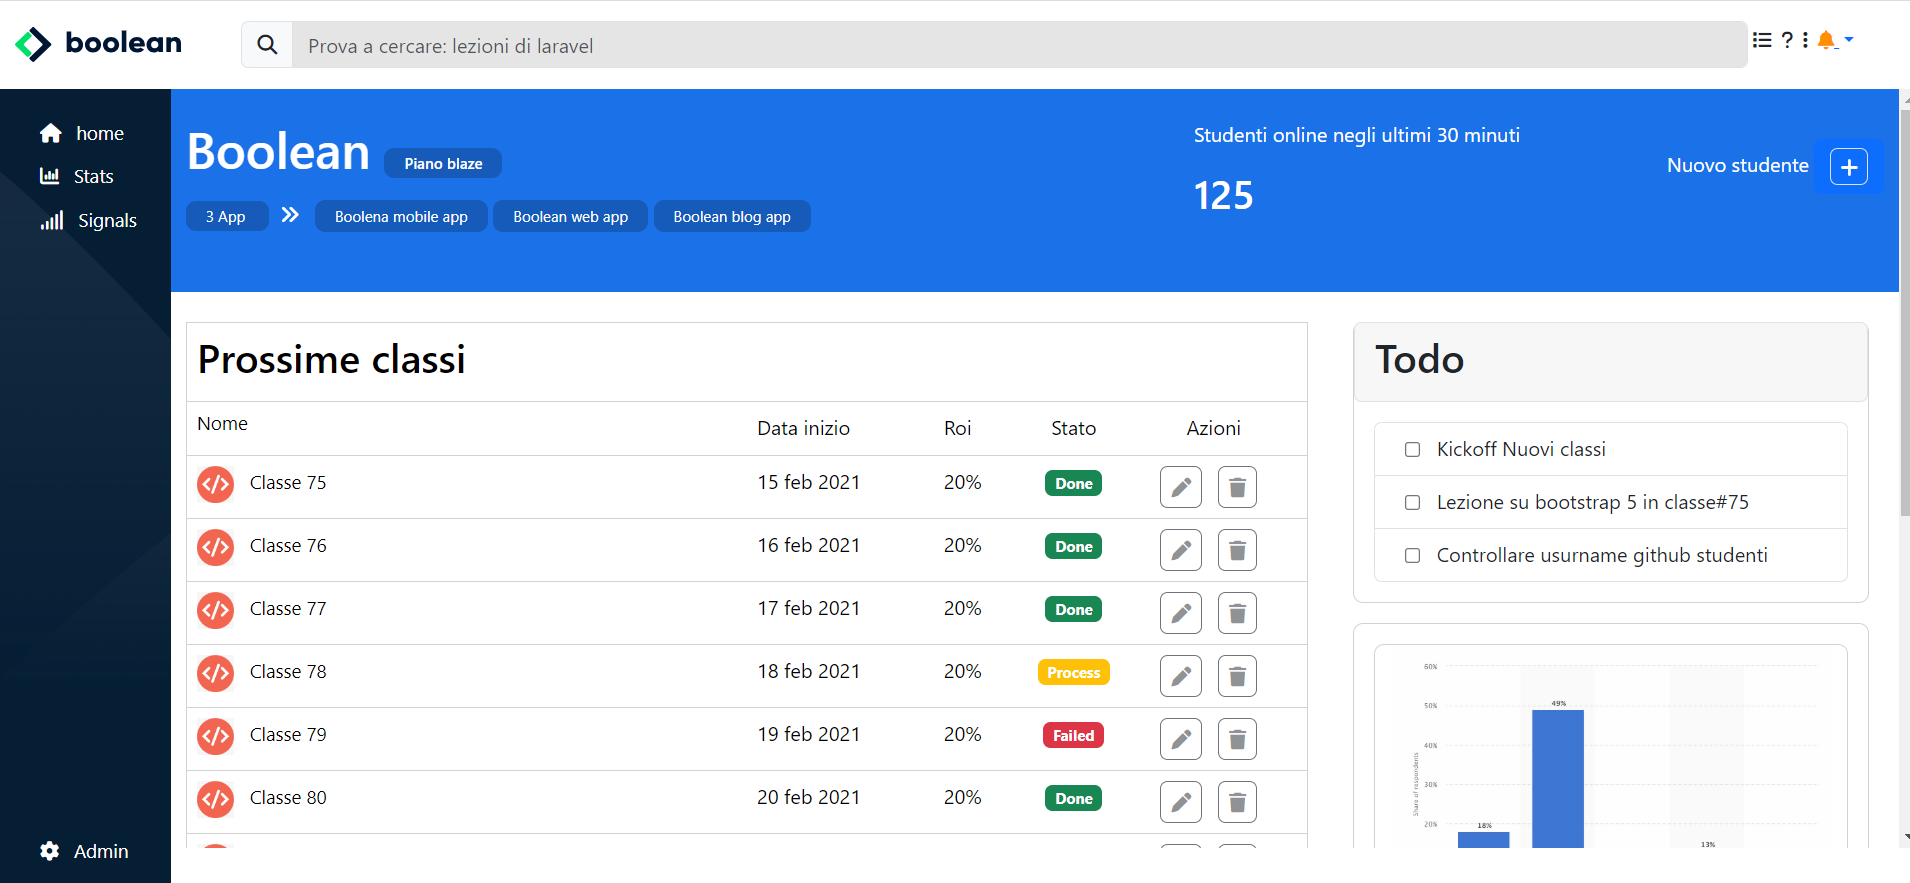 boolean
Prova a cercare: lezioni di laravel
?
home
Stats
Signals
Admin
Boolean
Piano blaze
3 App
Boolena mobile app
Boolean web app
Boolean blog app
Studenti online negli ultimi 30 minuti
125
Nuovo studente
Prossime classi
Nome Data inizio Roi Stato Azioni
Classe 75 15 feb 2021 20% Done
Classe 76 16 feb 2021 20% Done
Classe 77 17 feb 2021 20% Done
Classe 78 18 feb 2021 20% Process
Classe 79 19 feb 2021 20% Failed
Classe 80 20 feb 2021 20% Done
Todo
Kickoff Nuovi classi
Lezione su bootstrap 5 in classe#75
Controllare usurname github studenti
60%
50%
40%
30%
20%
Share of respondents
18%
49%
13%